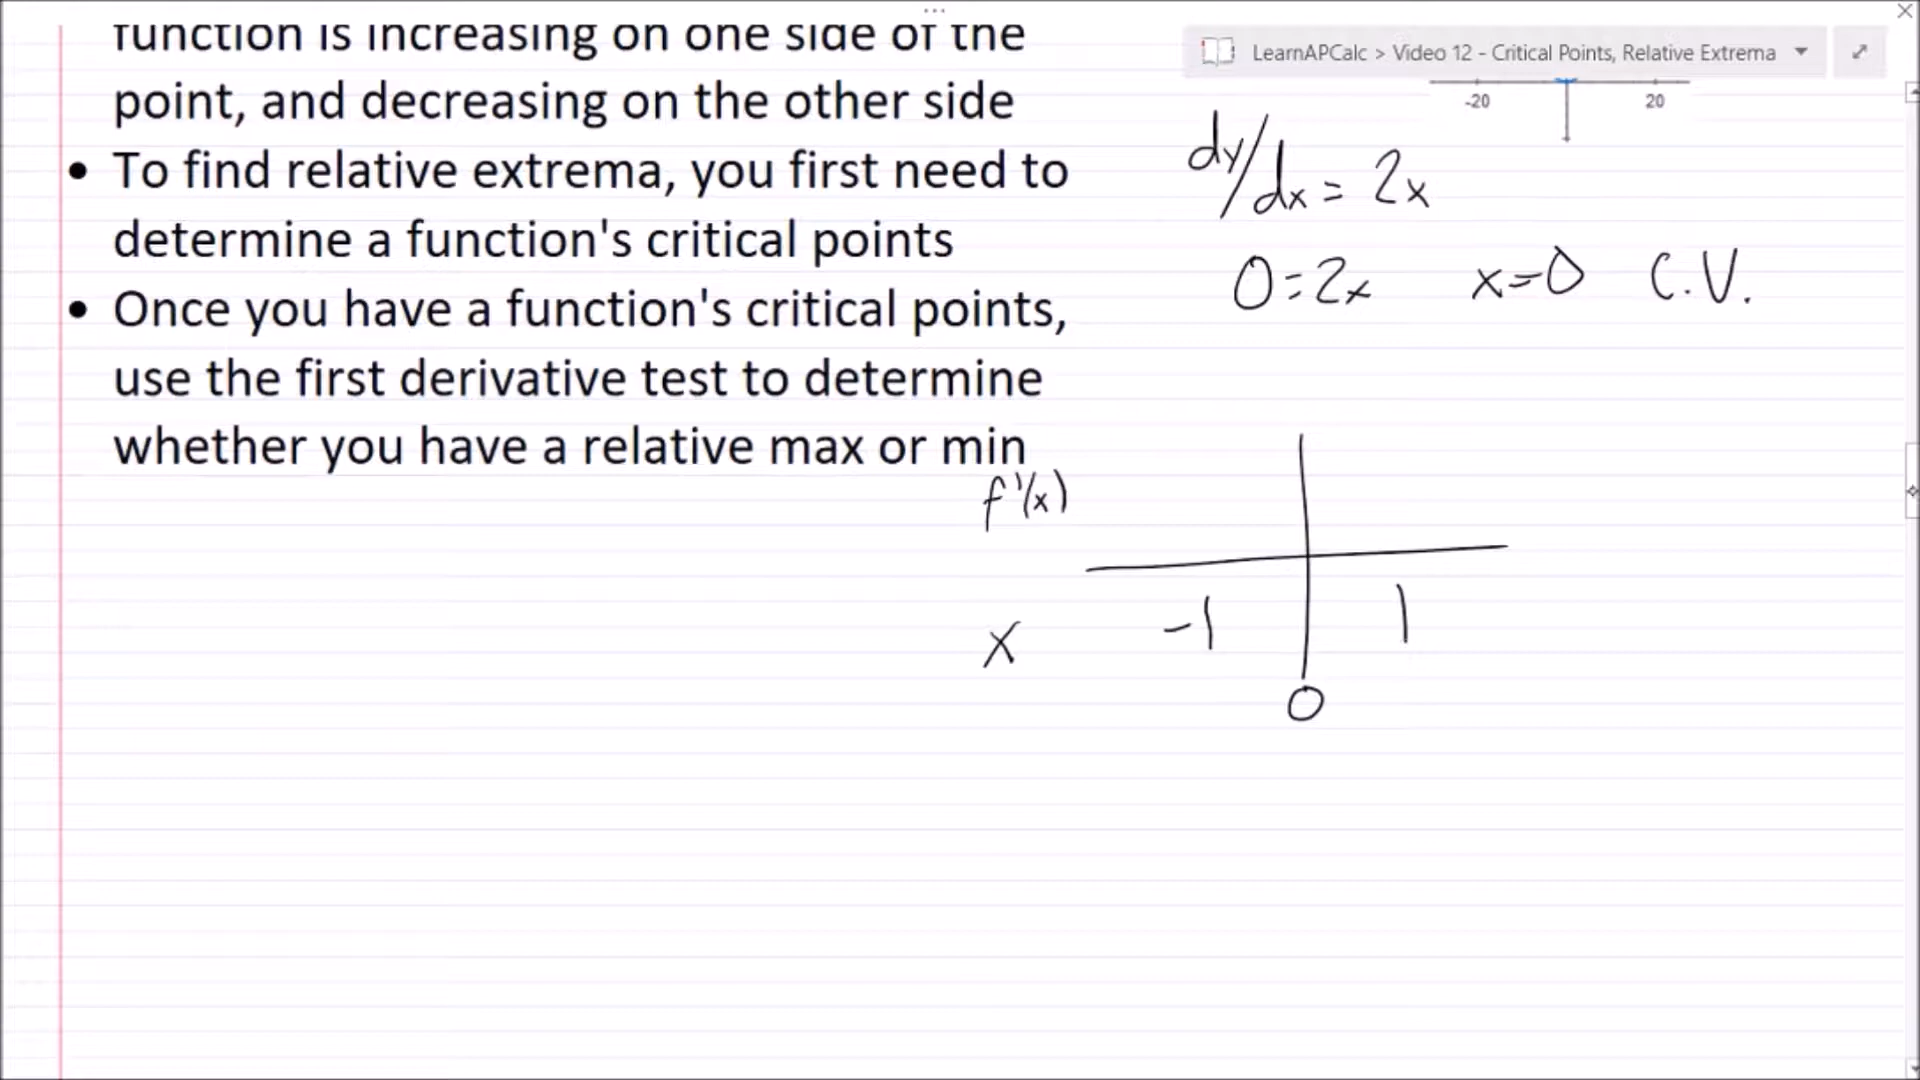 function is increasing on one side of the
point, and decreasing on the other side
• To find relative extrema, you first need to
determine a function's critical points
• Once you have a function's critical points,
use the first derivative test to determine
whether you have a relative max or min
LearnAPCalc > Video 12 - Critical Points, Relative Extrema
-20 20
dy/dx = 2x
0=2x x=0 C.V.
f'(x)
x -1 1
0